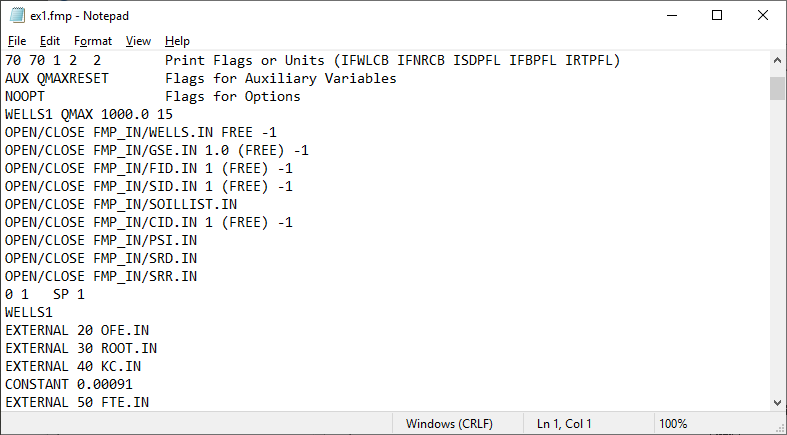 ex1.fmp - Notepad
File Edit Format View Help
70 70 1 2  2        Print Flags or Units (IFWLCB IFNRCB ISDPFL IFBPFL IRTPFL)
AUX QMAXRESET       Flags for Auxiliary Variables
NOOPT               Flags for Options
WELLS1 QMAX 1000.0 15
OPEN/CLOSE FMP_IN/WELLS.IN FREE -1
OPEN/CLOSE FMP_IN/GSE.IN 1.0 (FREE) -1
OPEN/CLOSE FMP_IN/FID.IN 1 (FREE) -1
OPEN/CLOSE FMP_IN/SID.IN 1 (FREE) -1
OPEN/CLOSE FMP_IN/SOILLIST.IN
OPEN/CLOSE FMP_IN/CID.IN 1 (FREE) -1
OPEN/CLOSE FMP_IN/PSI.IN
OPEN/CLOSE FMP_IN/SRD.IN
OPEN/CLOSE FMP_IN/SRR.IN
0 1   SP 1
WELLS1
EXTERNAL 20 OFE.IN
EXTERNAL 30 ROOT.IN
EXTERNAL 40 KC.IN
CONSTANT 0.00091
EXTERNAL 50 FTE.IN
Windows (CRLF) Ln 1, Col 1 100%